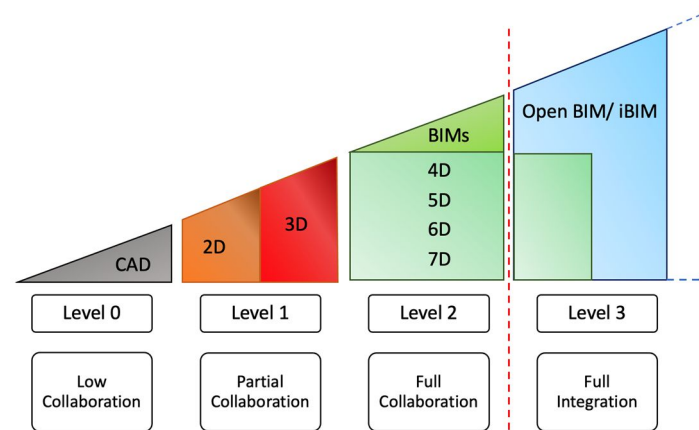 CAD
2D
3D
BIMs
4D
5D
6D
7D
Open BIM/ iBIM
Level 0
Level 1
Level 2
Level 3
Low
Collaboration
Partial
Collaboration
Full
Collaboration
Full
Integration